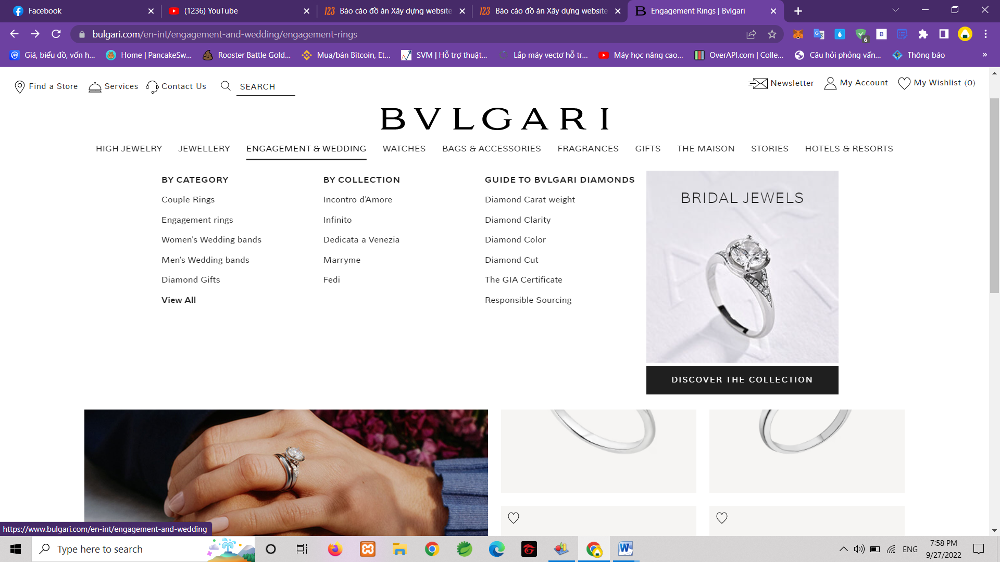 Facebook
(1236) YouTube
123 Báo cáo đồ án Xây dựng website
123 Báo cáo đồ án Xây dựng website
B Engagement Rings | Bvlgari
bulgari.com/en-int/engagement-and-wedding/engagement-rings
6
B
Giá, biểu đồ, vốn h...
Home | PancakeSw...
Rooster Battle Gold...
Mua/bán Bitcoin, Et...
SVM | Hỗ trợ thuật...
Lắp máy vectơ hỗ tr...
Máy học nâng cao...
OverAPI.com | Colle...
Câu hỏi phỏng vấn...
Thông báo
»
Find a Store
Services
Contact Us
SEARCH
Newsletter
My Account
My Wishlist (0)
BVLGARI
HIGH JEWELRY
JEWELLERY
ENGAGEMENT & WEDDING
WATCHES
BAGS & ACCESSORIES
FRAGRANCES
GIFTS
THE MAISON
STORIES
HOTELS & RESORTS
BY CATEGORY
Couple Rings
Engagement rings
Women's Wedding bands
Men's Wedding bands
Diamond Gifts
View All
BY COLLECTION
Incontro d'Amore
Infinito
Dedicata a Venezia
Marryme
Fedi
GUIDE TO BVLGARI DIAMONDS
Diamond Carat weight
Diamond Clarity
Diamond Color
Diamond Cut
The GIA Certificate
Responsible Sourcing
BRIDAL JEWELS
DISCOVER THE COLLECTION
https://www.bulgari.com/en-int/engagement-and-wedding
Type here to search
ENG
7:58 PM
9/27/2022